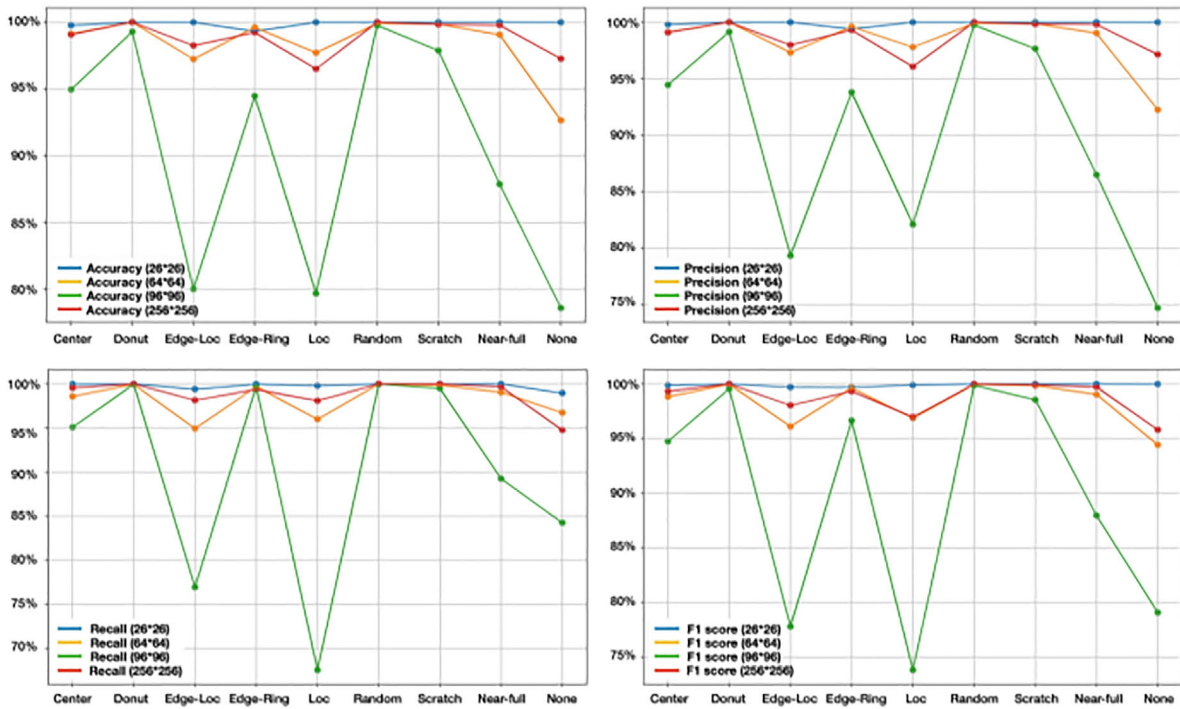 100%
95%
90%
85%
80%
Accuracy (26*26)
Accuracy (64*64)
Accuracy (96*96)
Accuracy (256*256)
Center Donut Edge-Loc Edge-Ring Loc Random Scratch Near-full None
100%
95%
90%
85%
80%
75%
Precision (26*26)
Precision (64*64)
Precision (96*96)
Precision (256*256)
Center Donut Edge-Loc Edge-Ring Loc Random Scratch Near-full None
100%
95%
90%
85%
80%
75%
70%
Recall (26*26)
Recall (64*64)
Recall (96*96)
Recall (256*256)
Center Donut Edge-Loc Edge-Ring Loc Random Scratch Near-full None
100%
95%
90%
85%
80%
75%
F1 score (26*26)
F1 score (64*64)
F1 score (96*96)
F1 score (256*256)
Center Donut Edge-Loc Edge-Ring Loc Random Scratch Near-full None